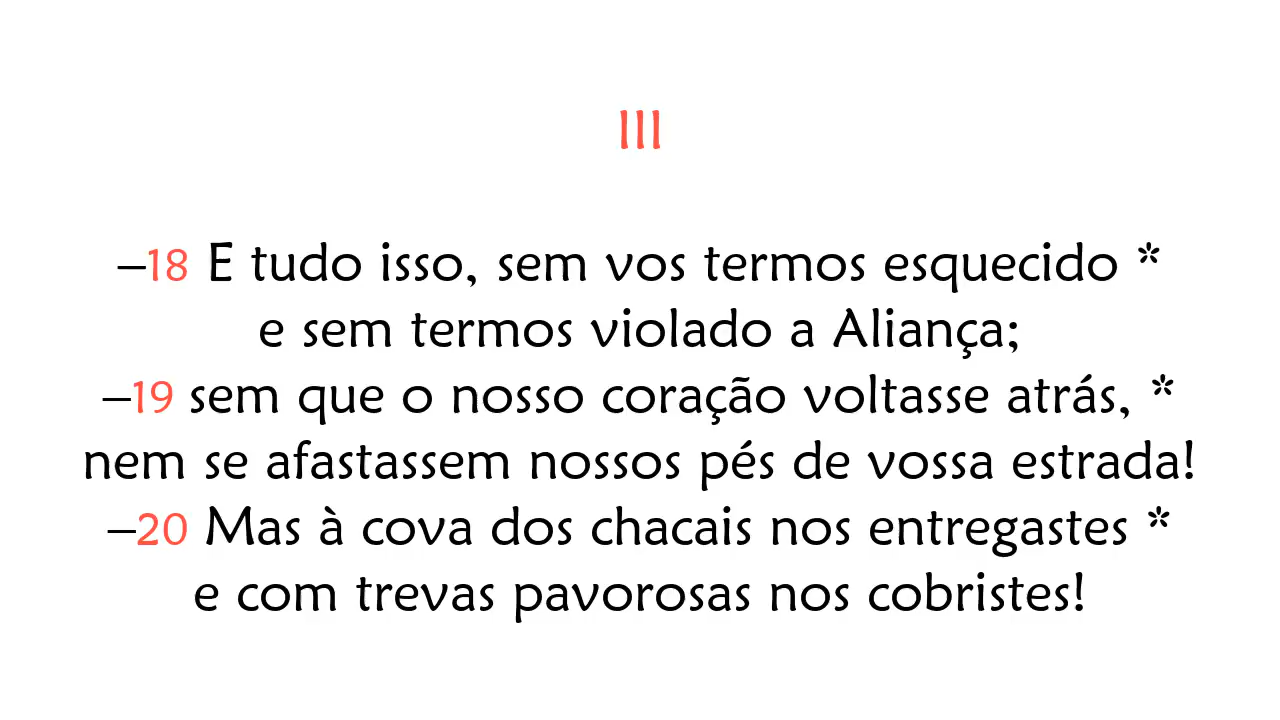 III
–18 E tudo isso, sem vos termos esquecido *
e sem termos violado a Aliança;
–19 sem que o nosso coração voltasse atrás, *
nem se afastassem nossos pés de vossa estrada!
–20 Mas à cova dos chacais nos entregastes *
e com trevas pavorosas nos cobristes!